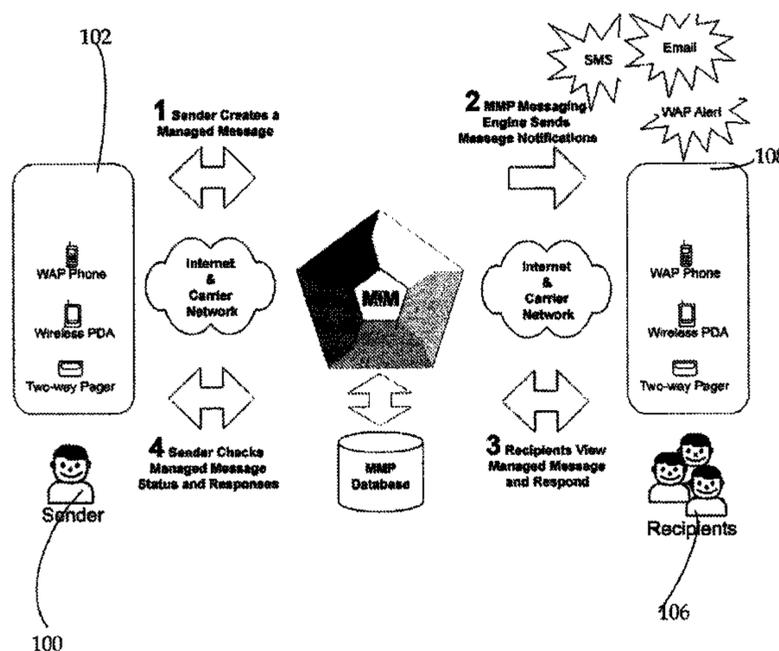 102
SMS
Email
WAP Alert
1 Sender Creates a
Managed Message
2 MMP Messaging
Engine Sends
Message Notifications
108
WAP Phone
Wireless PDA
Two-way Pager
Internet
&
Carrier
Network
MIM
Internet
&
Carrier
Network
WAP Phone
Wireless PDA
Two-way Pager
4 Sender Checks
Managed Message
Status and Responses
MMP
Database
3 Recipients View
Managed Message
and Respond
Sender
Recipients
100
106